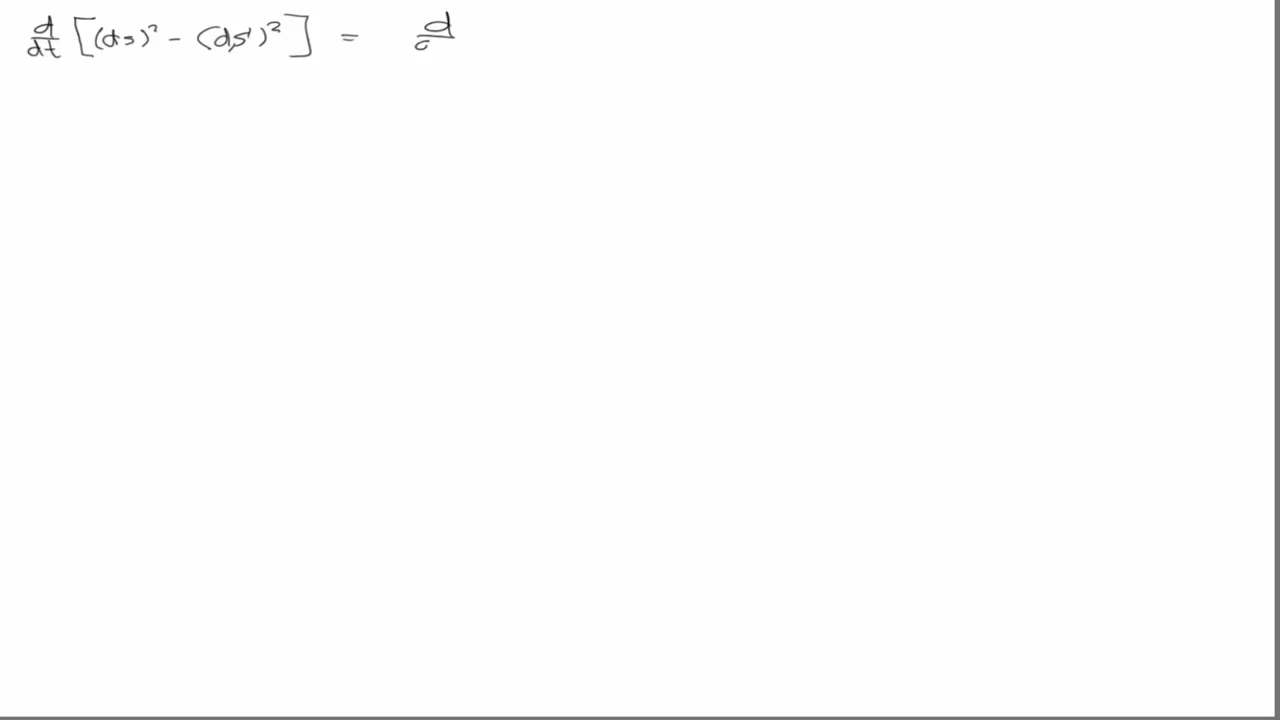 d/dt [(ds)² - (ds')²] = d